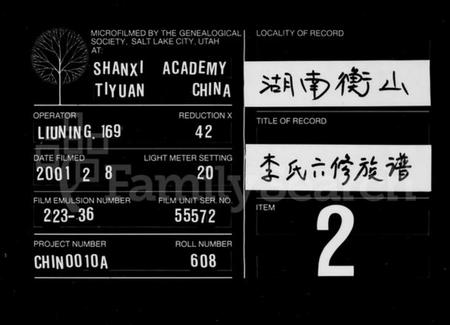 MICROFILMED BY THE GENEALOGICAL
SOCIETY, SALT LAKE CITY, UTAH
AT:
SHANXI ACADEMY
TIYUAN CHINA
OPERATOR
LIUNING.169
REDUCTION X
42
DATE FILMED
2001 2 8
LIGHT METER SETTING
20
FILM EMULSION NUMBER
223-36
FILM UNIT SER. NO.
55572
PROJECT NUMBER
CHIN0010A
ROLL NUMBER
608
LOCALITY OF RECORD
湖南衡山
TITLE OF RECORD
李氏六修族谱
ITEM
2
FamilySearch